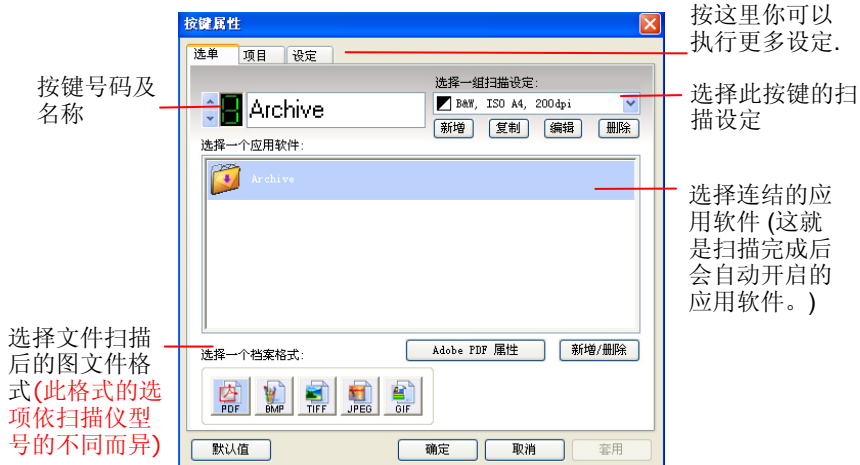 按键属性
选单 项目 设定
按这里你可以
执行更多设定.
按键号码及
名称
Archive
选择一组扫描设定:
B&W, ISO A4, 200dpi
新增 复制 编辑 删除
选择此按键的扫
描设定
选择一个应用软件:
Archive
选择连结的应
用软件 (这就
是扫描完成后
会自动开启的
应用软件。)
选择文件扫描
后的图文件格
式(此格式的选
项依扫描仪型
号的不同而异)
选择一个档案格式:
Adobe PDF 属性 新增/删除
PDF BMP TIFF JPEG GIF
默认值 确定 取消 套用